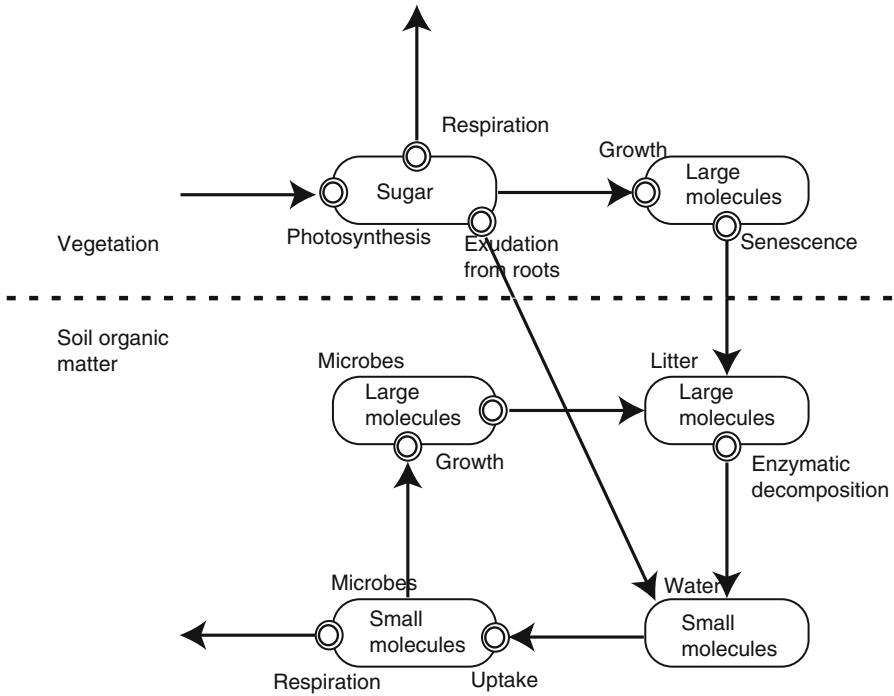 Respiration
Growth
Sugar
Large
molecules
Vegetation
Photosynthesis
Exudation
from roots
Senescence
Soil organic
matter
Microbes
Litter
Large
molecules
Large
molecules
Growth
Enzymatic
decomposition
Microbes
Water
Small
molecules
Small
molecules
Respiration
Uptake